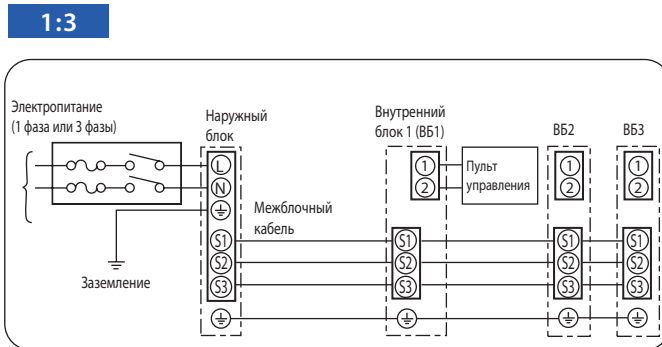 1:3
Электропитание
(1 фаза или 3 фазы)
Наружный
блок
Внутренний
блок 1 (ВБ1)
ВБ2
ВБ3
L
N
1
2
Пульт
управления
1
2
1
2
Межблочный
кабель
Заземление
S1
S2
S3
S1
S2
S3
S1
S2
S3
S1
S2
S3